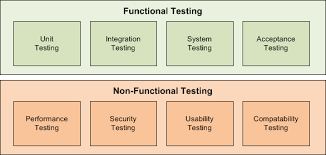 Functional Testing
Unit
Testing
Integration
Testing
System
Testing
Acceptance
Testing
Non-Functional Testing
Performance
Testing
Security
Testing
Usability
Testing
Compatability
Testing